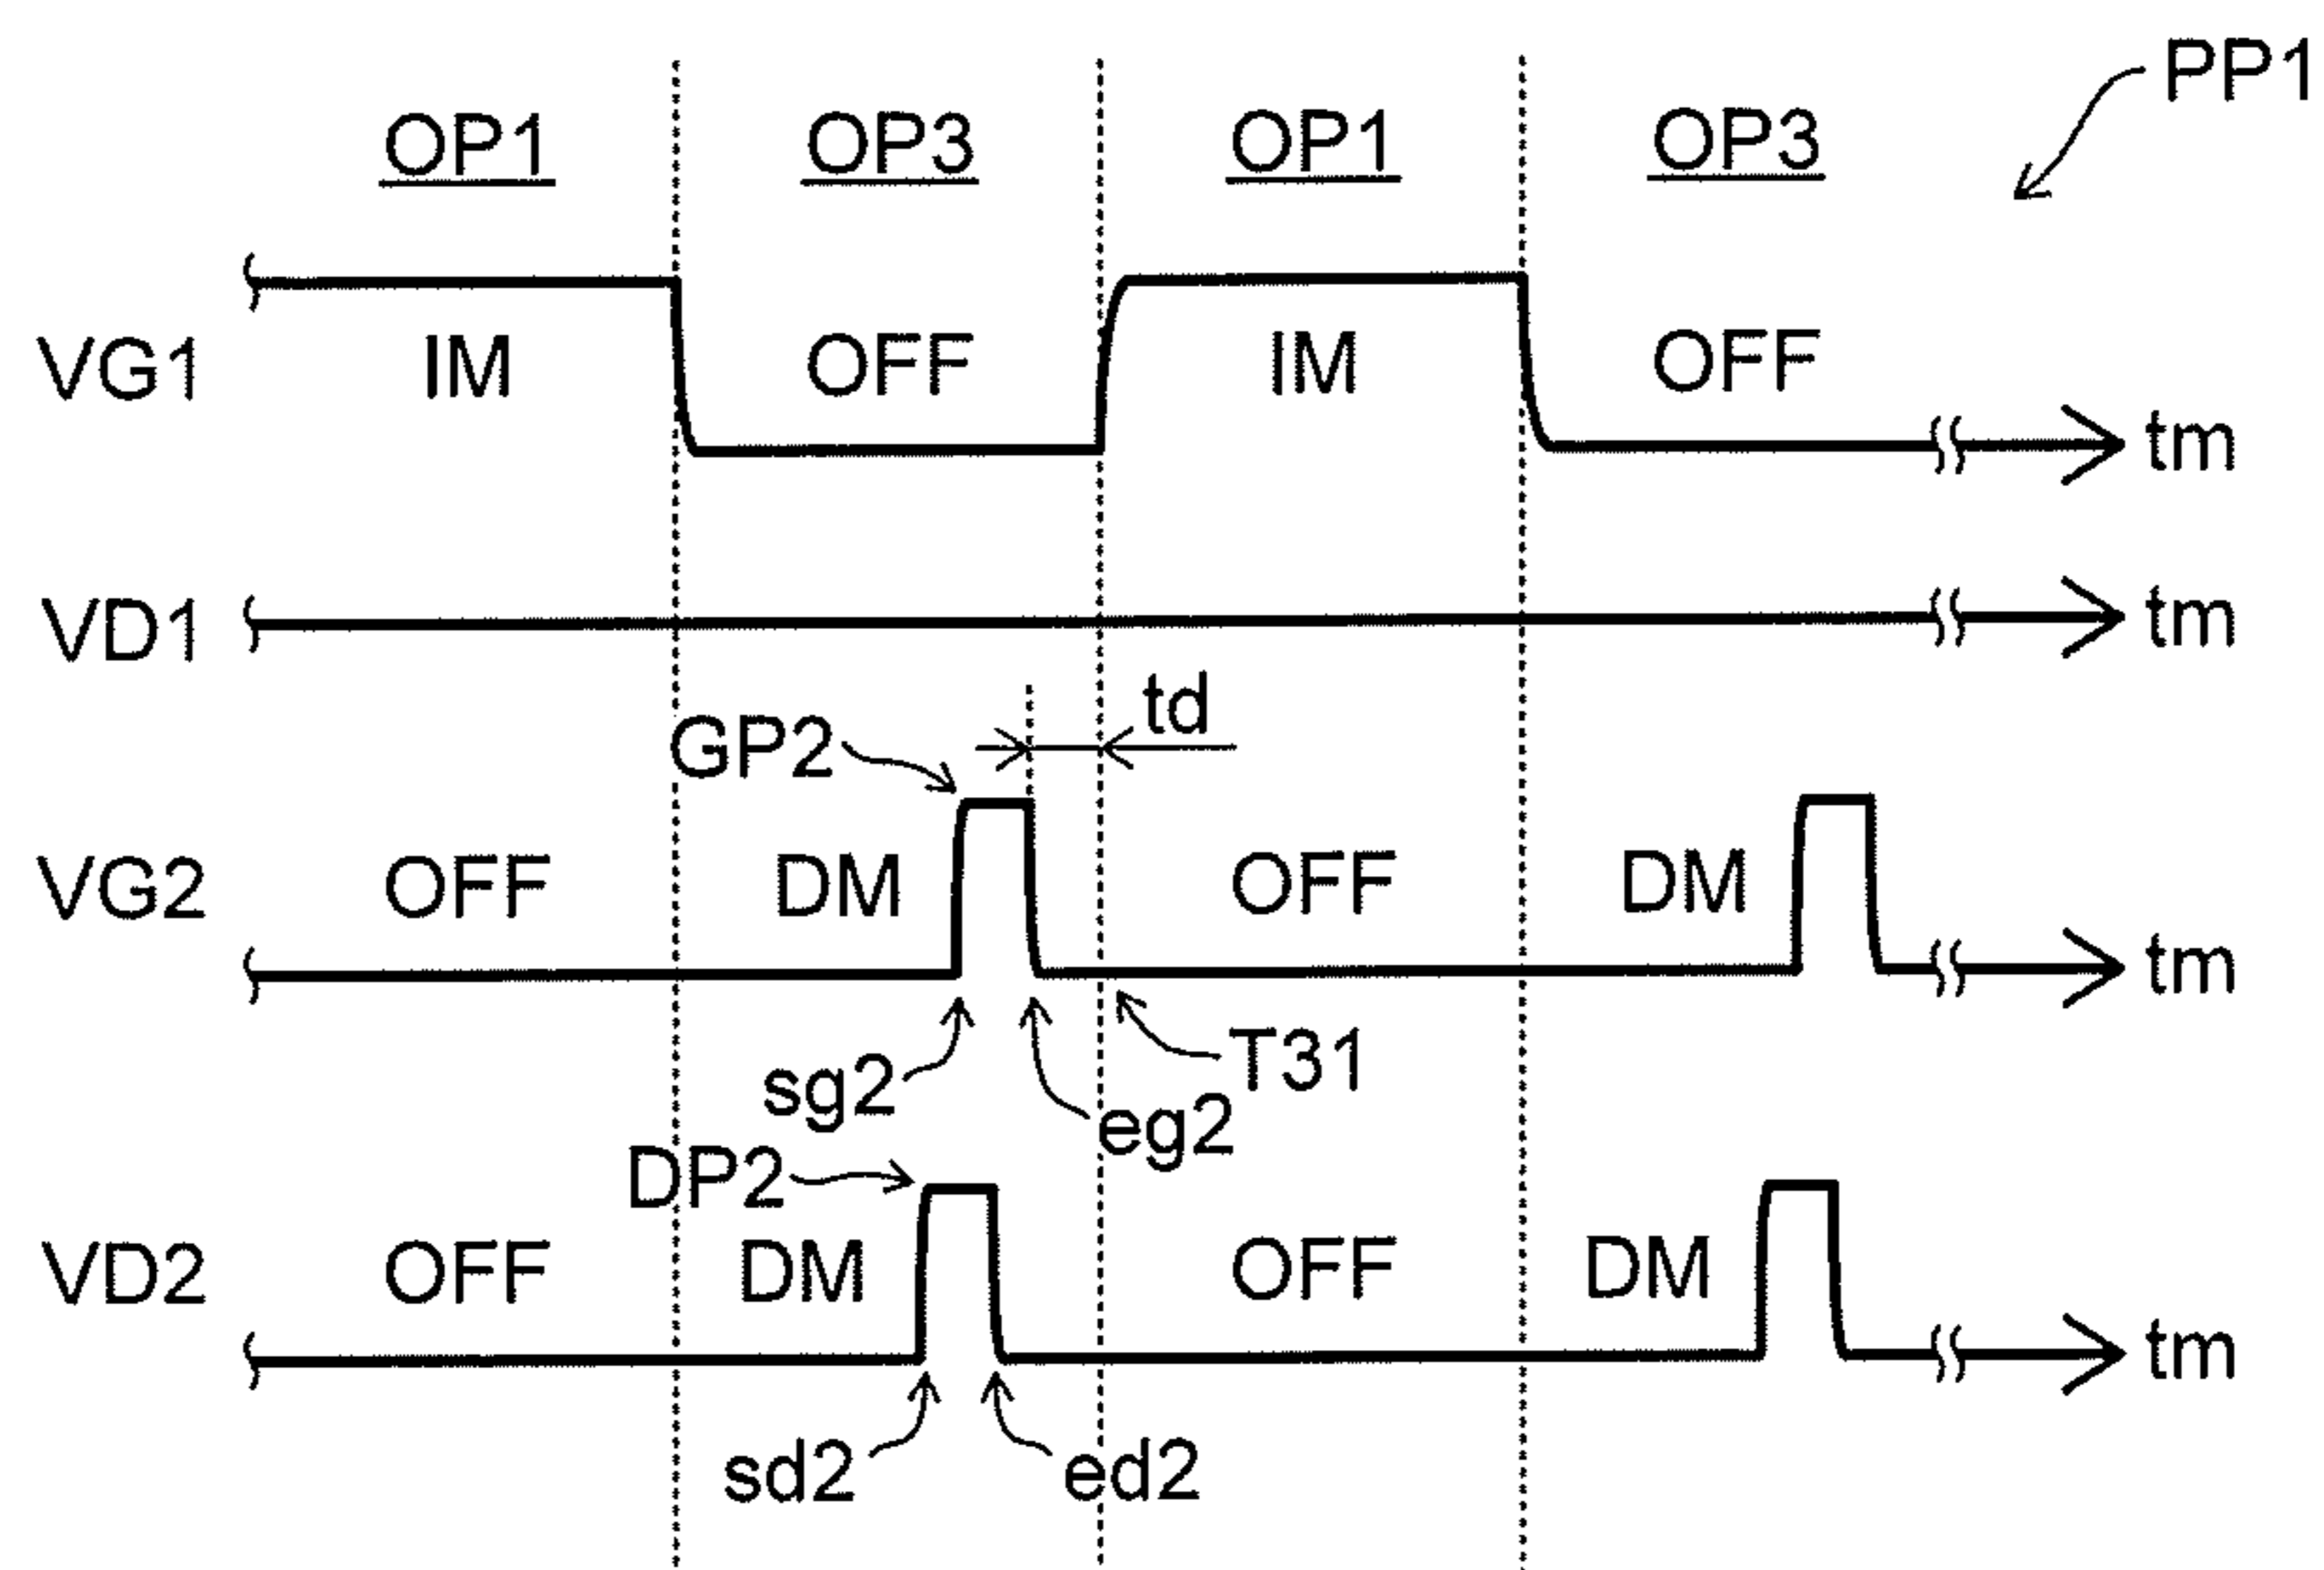 PP1
OP1 OP3 OP1 OP3
VG1 IM OFF IM OFF tm
VD1 tm
GP2 td
VG2 OFF DM OFF DM tm
sg2 T31
eg2
DP2
VD2 OFF DM OFF DM tm
sd2 ed2